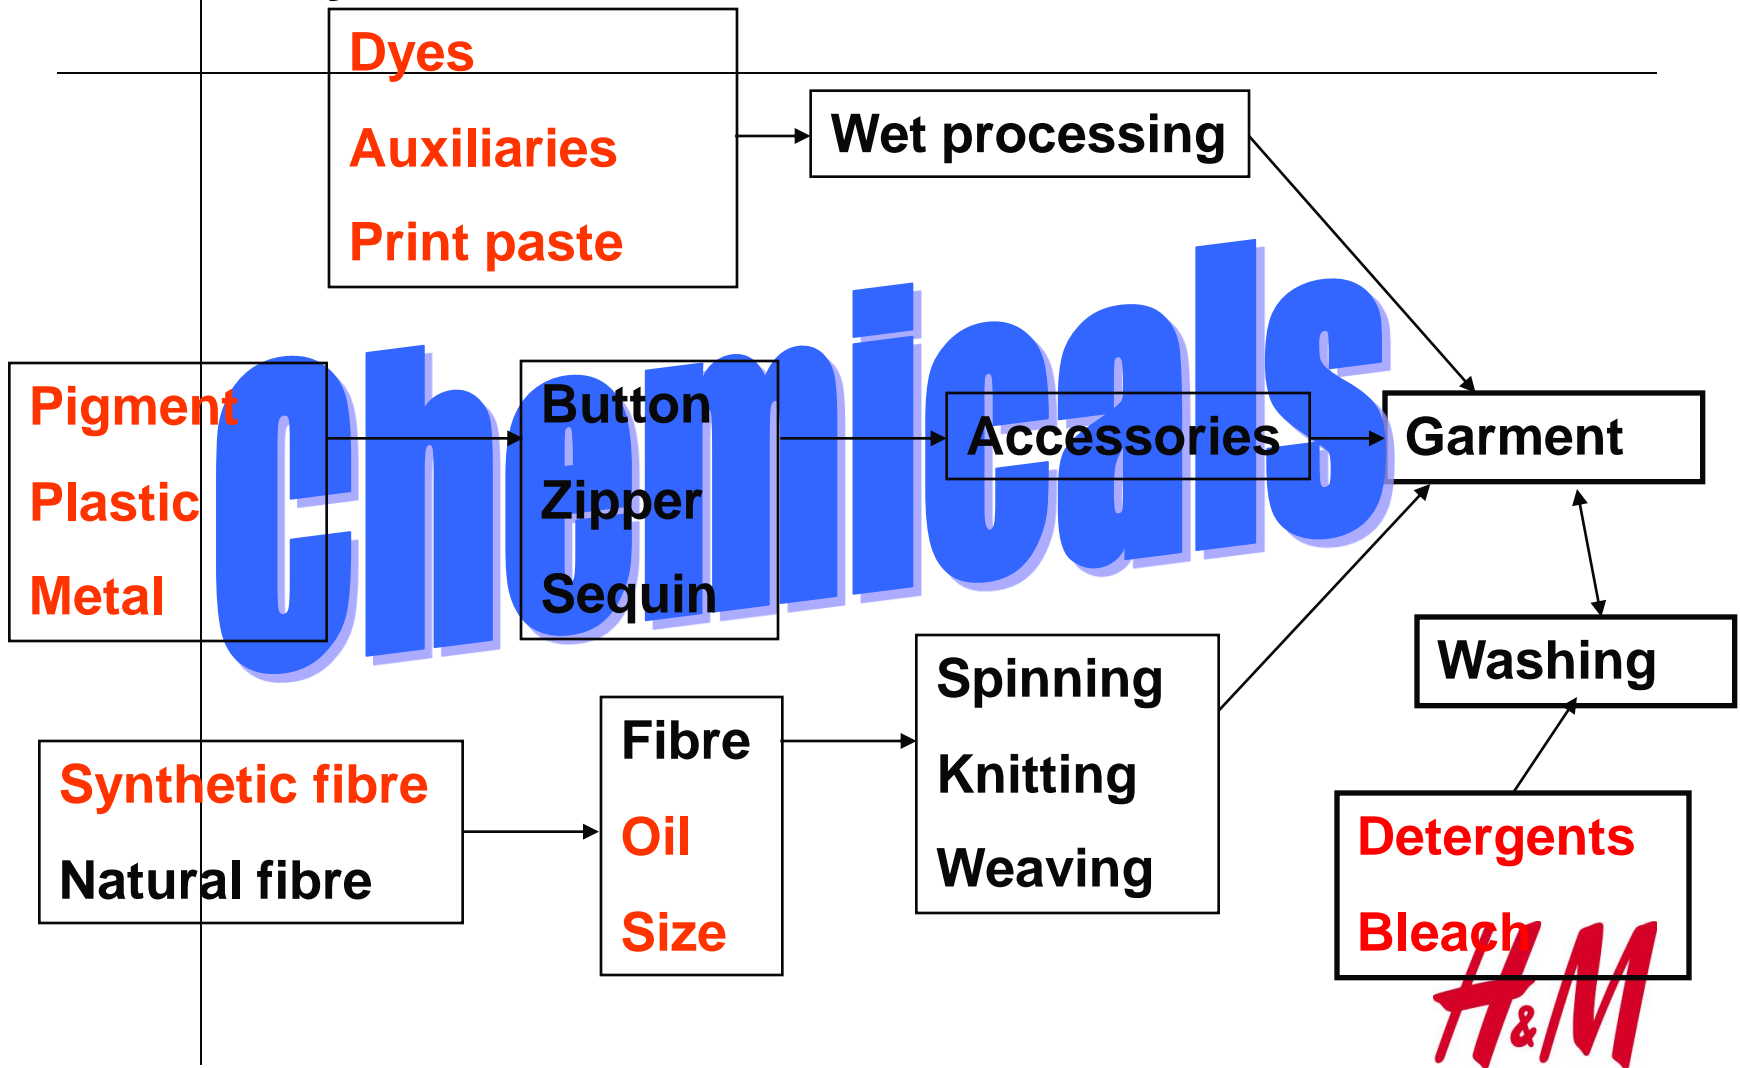 Dyes
Auxiliaries
Print paste
Wet processing
Chemicals
Pigment
Plastic
Metal
Button
Zipper
Sequin
Accessories
Garment
Washing
Synthetic fibre
Natural fibre
Fibre
Oil
Size
Spinning
Knitting
Weaving
Detergents
Bleach
H&M